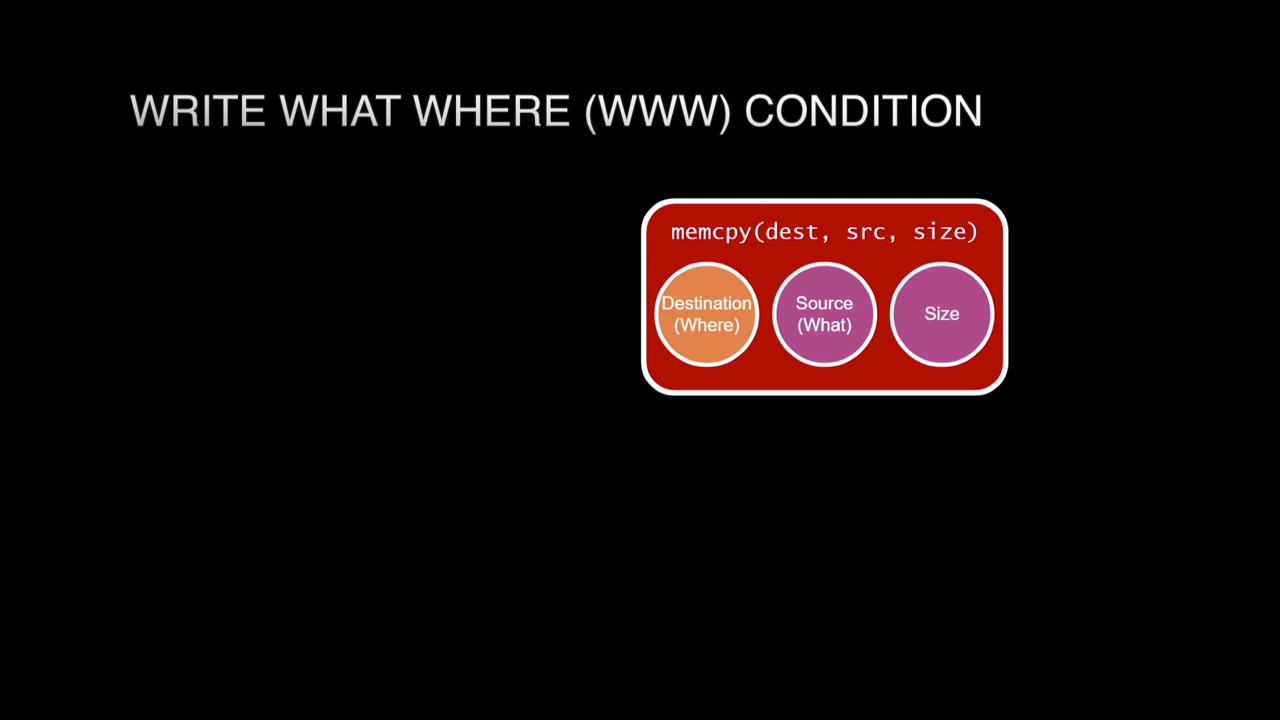 WRITE WHAT WHERE (WWW) CONDITION
memcpy(dest, src, size)
Destination
(Where)
Source
(What)
Size